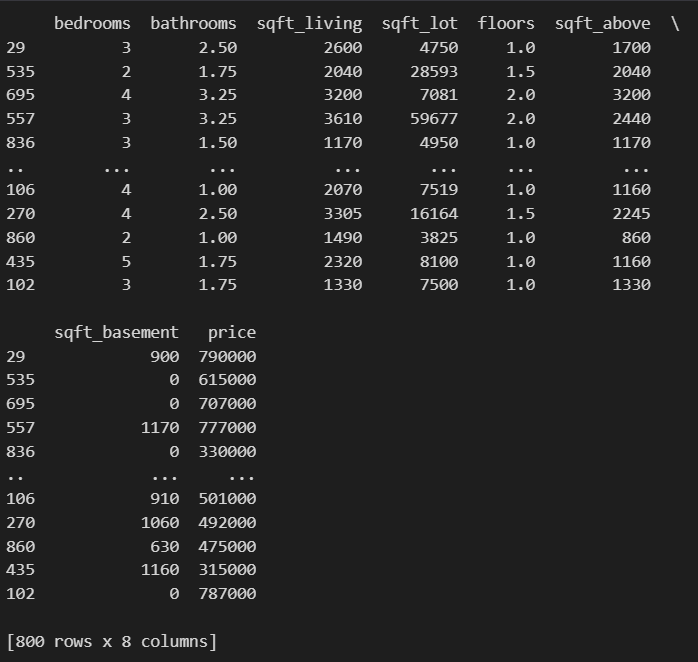 bedrooms bathrooms sqft_living sqft_lot floors sqft_above \
29 3 2.50 2600 4750 1.0 1700
535 2 1.75 2040 28593 1.5 2040
695 4 3.25 3200 7081 2.0 3200
557 3 3.25 3610 59677 2.0 2440
836 3 1.50 1170 4950 1.0 1170
.. ... ... ... ... ... ...
106 4 1.00 2070 7519 1.0 1160
270 4 2.50 3305 16164 1.5 2245
860 2 1.00 1490 3825 1.0 860
435 5 1.75 2320 8100 1.0 1160
102 3 1.75 1330 7500 1.0 1330
sqft_basement price
29 900 790000
535 0 615000
695 0 707000
557 1170 777000
836 0 330000
.. ... ...
106 910 501000
270 1060 492000
860 630 475000
435 1160 315000
102 0 787000
[800 rows x 8 columns]